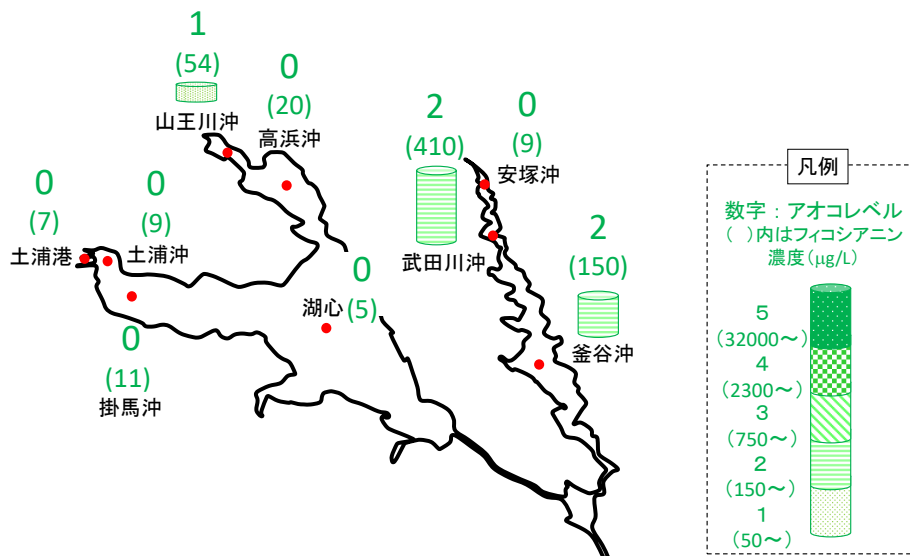 1
(54)
山王川沖
0
(20)
高浜沖
2
(410)
武田川沖
0
(9)
安塚沖
0
(7)
土浦港
0
(9)
土浦沖
2
(150)
釜谷沖
0
(5)
湖心
0
(11)
掛馬沖
凡例
数字：アオコレベル
（　）内はフィコシアニン
濃度(μg/L)
5
(32000～)
4
(2300～)
3
(750～)
2
(150～)
1
(50～)